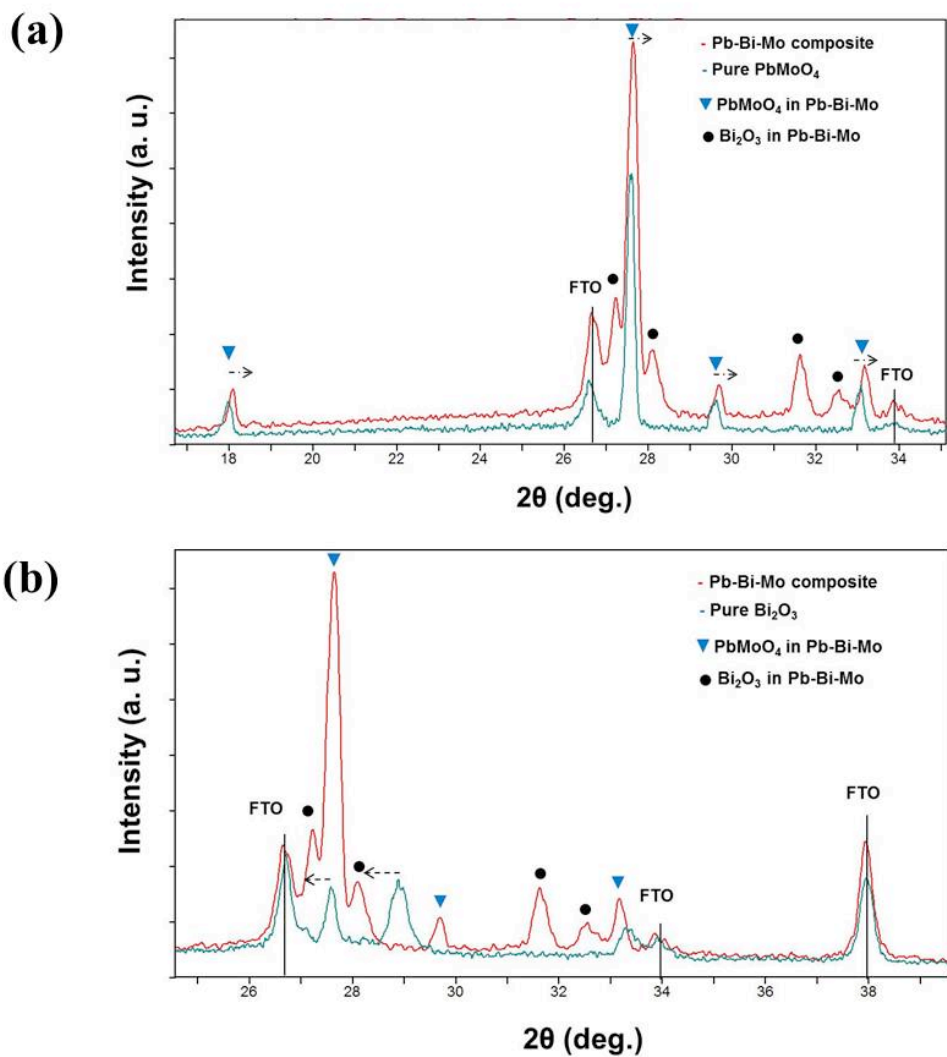 (a)
Intensity (a. u.)
- Pb-Bi-Mo composite
- Pure PbMoO₄
PbMoO₄ in Pb-Bi-Mo
Bi₂O₃ in Pb-Bi-Mo
FTO
FTO
18 20 22 24 26 28 30 32 34
2θ (deg.)
(b)
Intensity (a. u.)
- Pb-Bi-Mo composite
- Pure Bi₂O₃
PbMoO₄ in Pb-Bi-Mo
Bi₂O₃ in Pb-Bi-Mo
FTO
FTO
FTO
26 28 30 32 34 36 38
2θ (deg.)